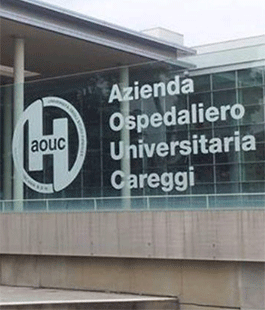 Azienda
Ospedaliero
Universitaria
Careggi
aouc
H